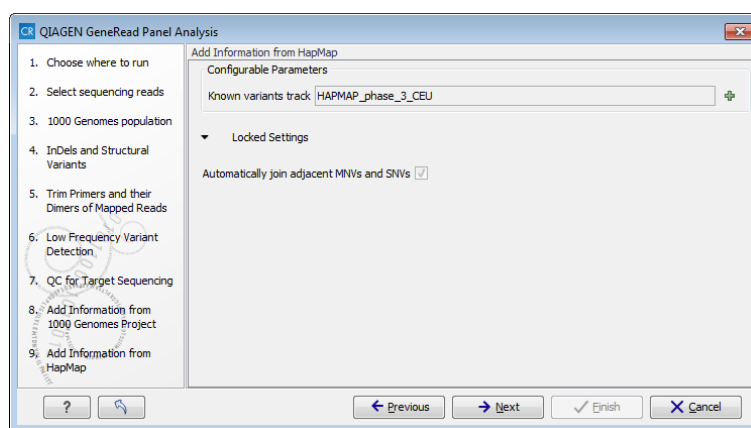 CR QIAGEN GeneRead Panel Analysis
1. Choose where to run
2. Select sequencing reads
3. 1000 Genomes population
4. InDels and Structural
Variants
5. Trim Primers and their
Dimers of Mapped Reads
6. Low Frequency Variant
Detection
7. QC for Target Sequencing
8. Add Information from
1000 Genomes Project
9. Add Information from
HapMap
Add Information from HapMap
Configurable Parameters
Known variants track HAPMAP_phase_3_CEU
Locked Settings
Automatically join adjacent MNVs and SNVs
? Previous Next Finish Cancel